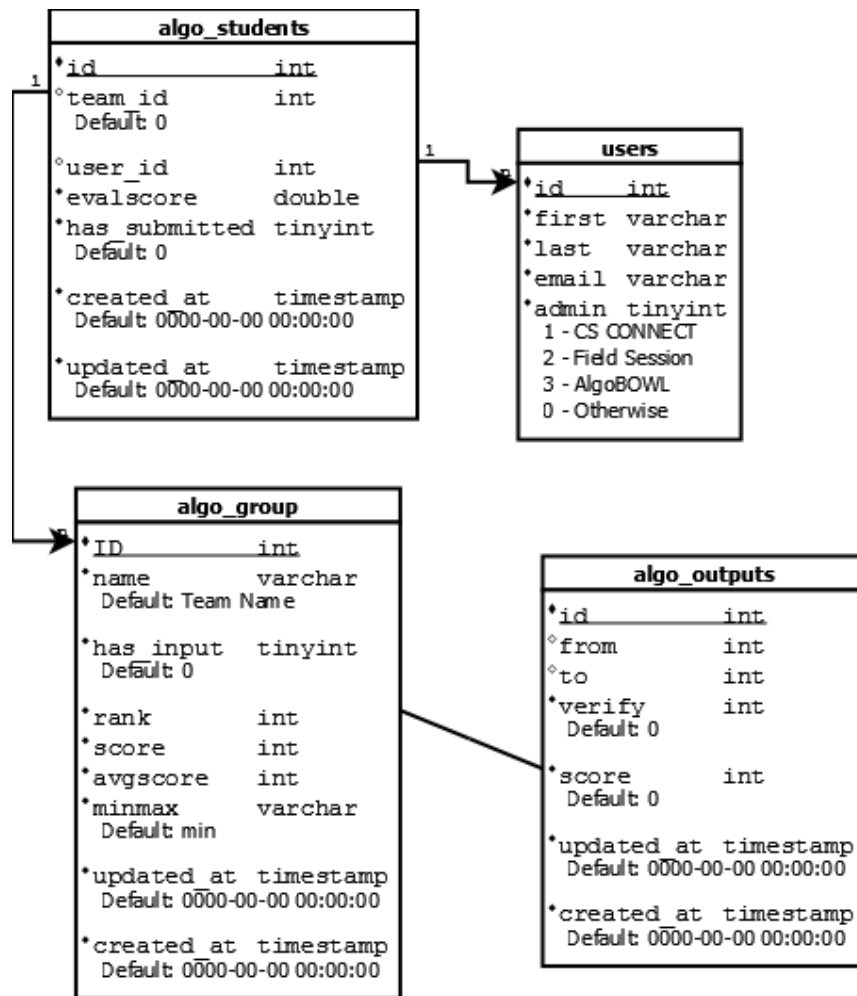 algo_students
id int
team_id int
Default: 0
user_id int
evalscore double
has_submitted tinyint
Default: 0
created_at timestamp
Default: 0000-00-00 00:00:00
updated_at timestamp
Default: 0000-00-00 00:00:00
1
1
users
id int
first varchar
last varchar
email varchar
admin tinyint
1 - CS CONNECT
2 - Field Session
3 - AlgoBOWL
0 - Otherwise
algo_group
ID int
name varchar
Default: Team Name
has_input tinyint
Default: 0
rank int
score int
avgscore int
minmax varchar
Default: min
updated_at timestamp
Default: 0000-00-00 00:00:00
created_at timestamp
Default: 0000-00-00 00:00:00
algo_outputs
id int
from int
to int
verify int
Default: 0
score int
Default: 0
updated_at timestamp
Default: 0000-00-00 00:00:00
created_at timestamp
Default: 0000-00-00 00:00:00